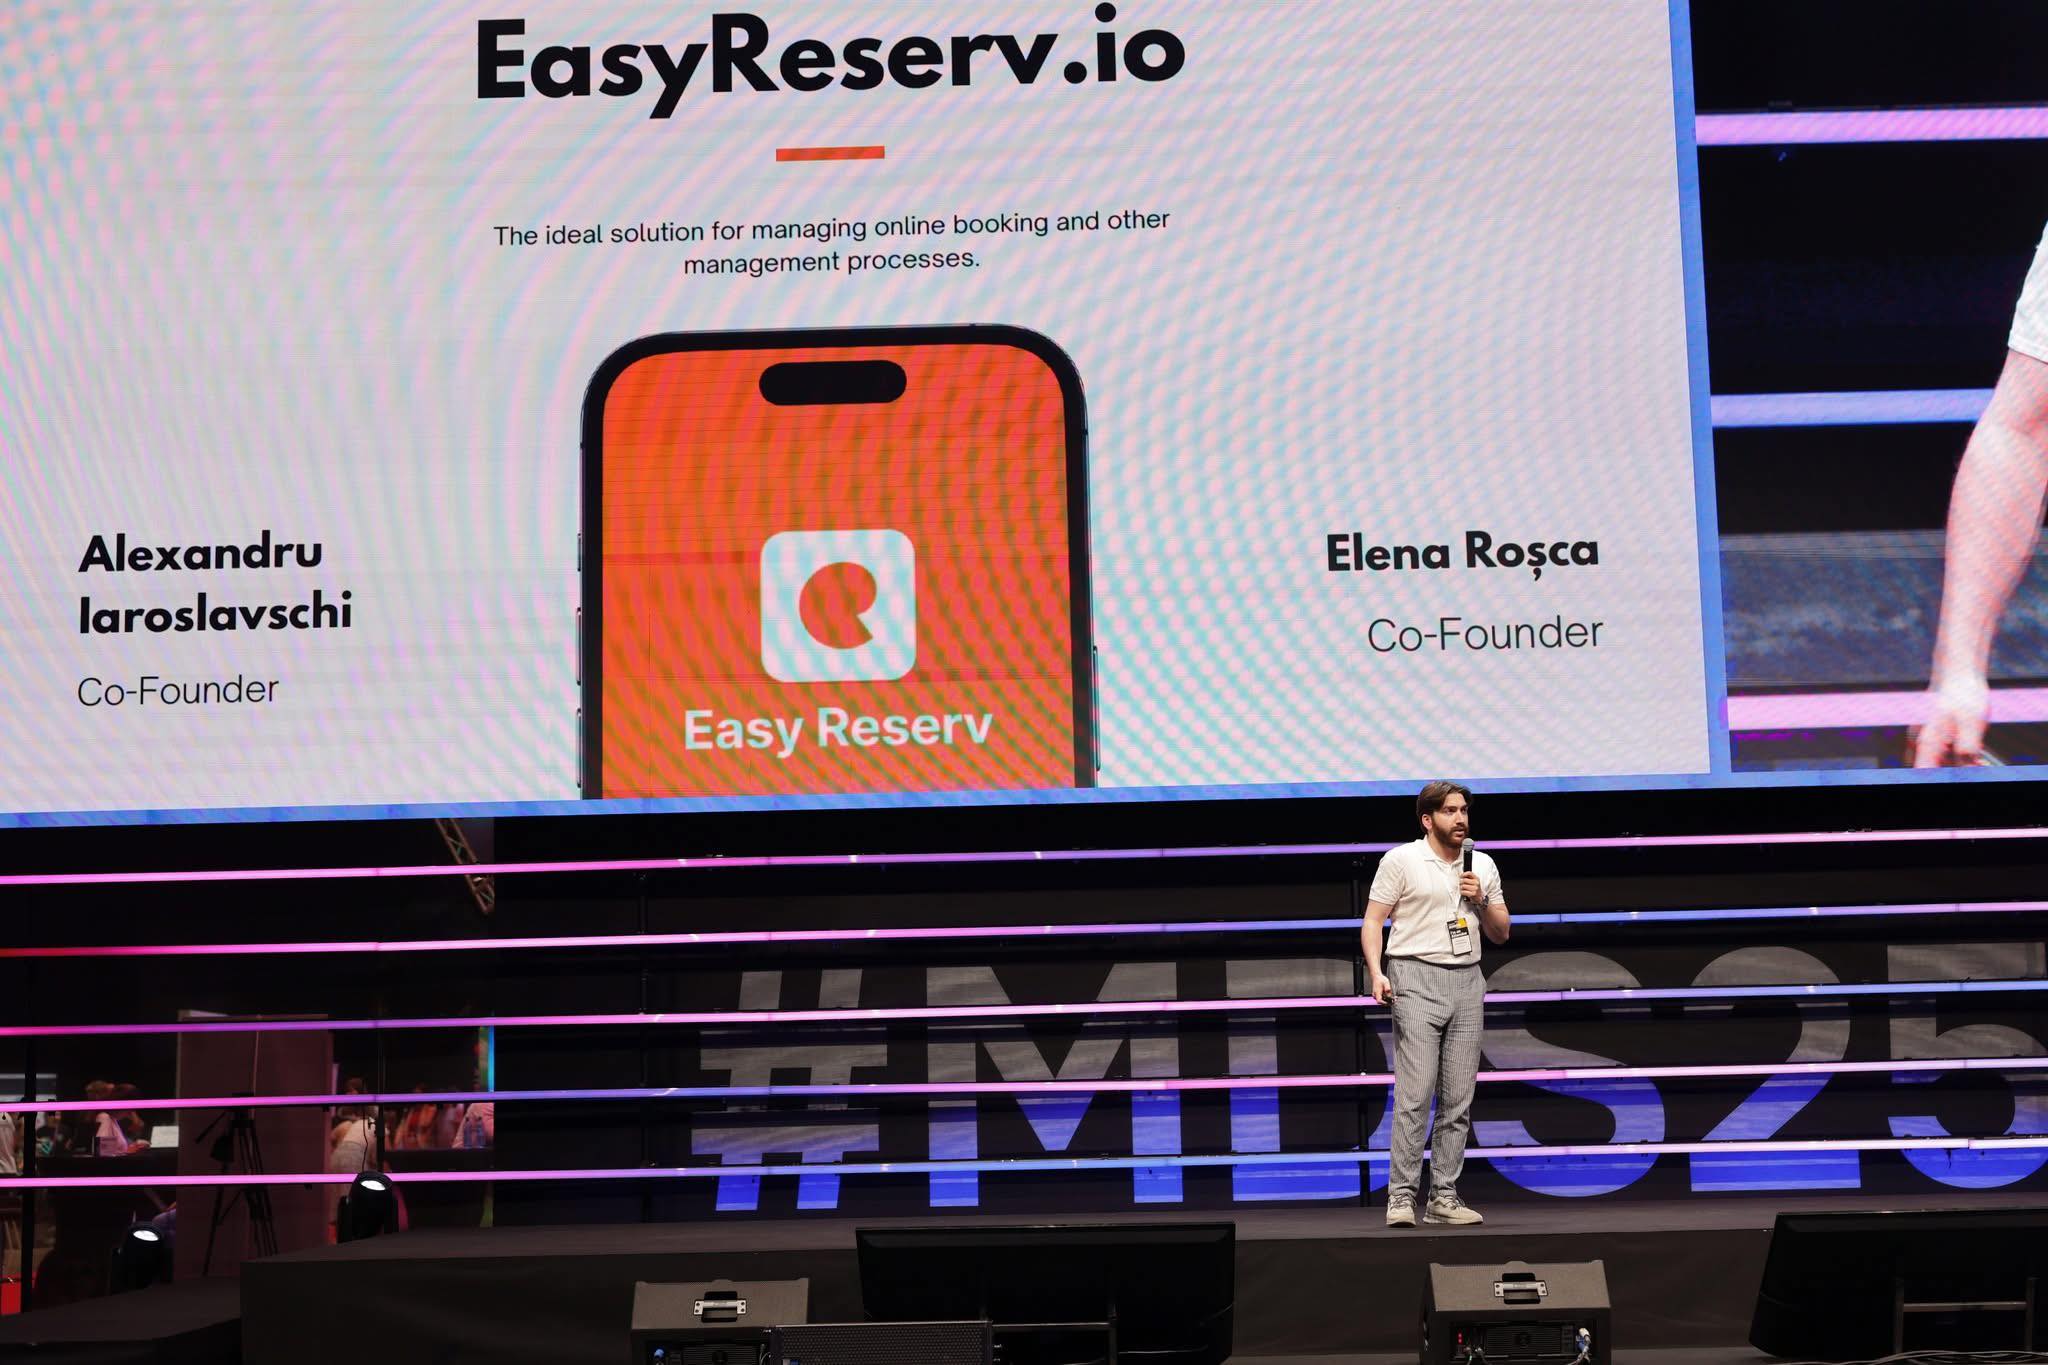 EasyReserv.io
The ideal solution for managing online booking and other
management processes.
Alexandru
Iaroslavschi
Co-Founder
Elena Roșca
Co-Founder
Easy Reserv
#MDS25